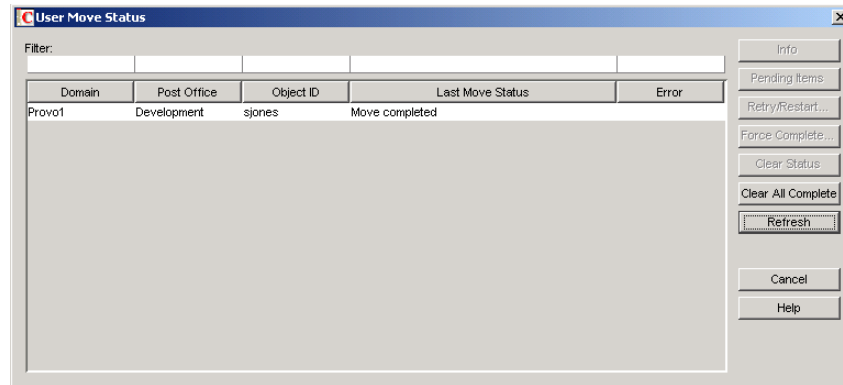 User Move Status
Filter:
Info
Pending Items
Domain Post Office Object ID Last Move Status Error
Retry/Restart...
Provo1 Development sjones Move completed
Force Complete...
Clear Status
Clear All Complete
Refresh
Cancel
Help